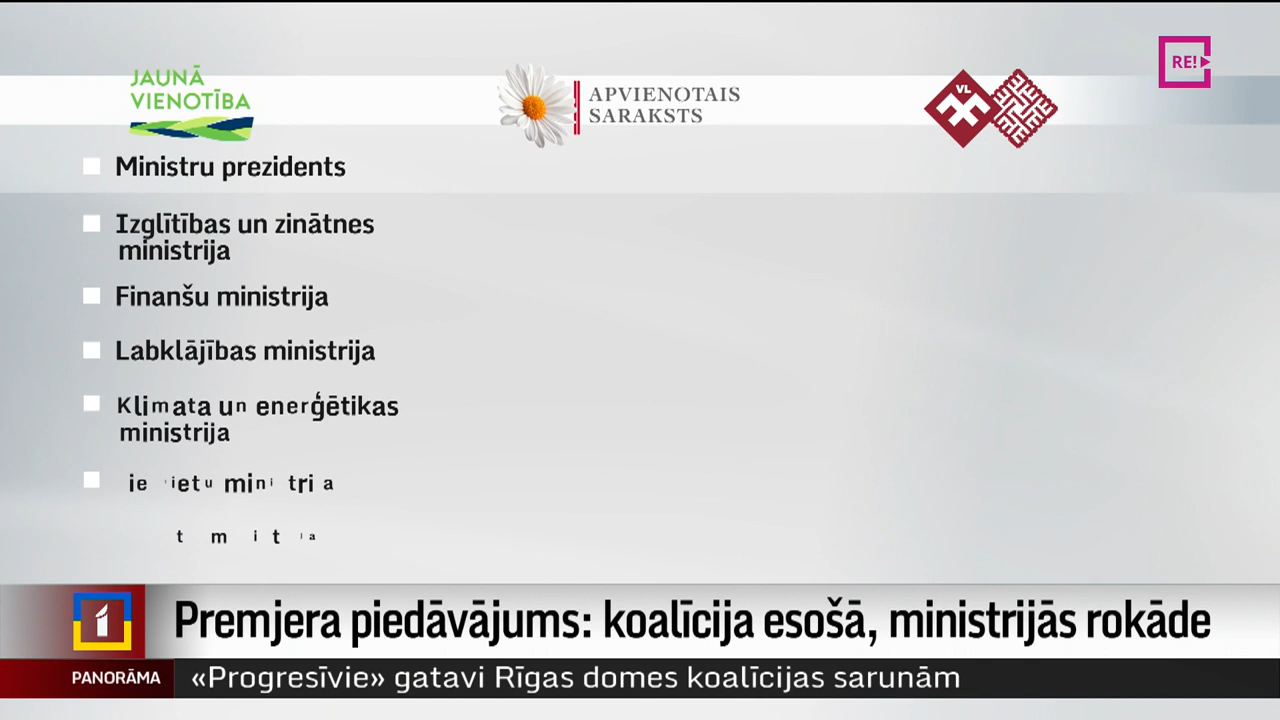 JAUNĀ
VIENOTĪBA
APVIENOTAIS
SARAKSTS
VL
RE!
Ministru prezidents
Izglītības un zinātnes
ministrija
Finanšu ministrija
Labklājības ministrija
Klimata un enerģētikas
ministrija
1
Premjera piedāvājums: koalīcija esošā, ministrijās rokāde
PANORĀMA
«Progresīvie» gatavi Rīgas domes koalīcijas sarunām